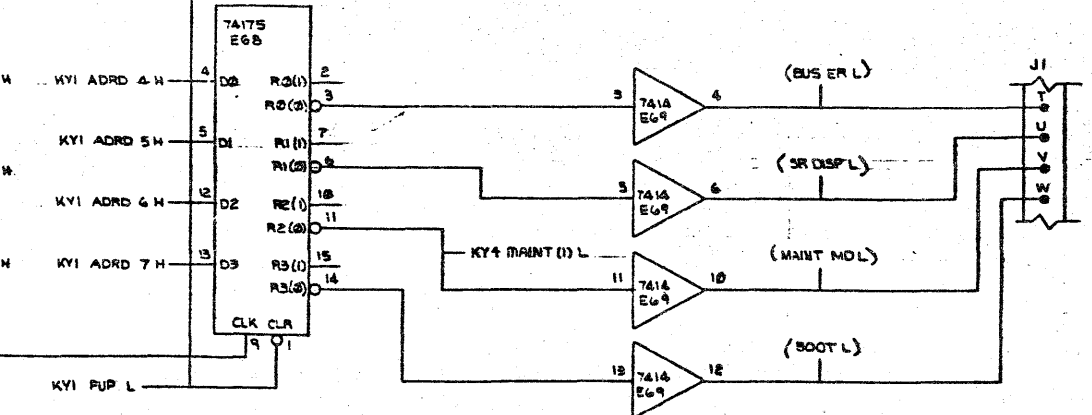 74175
E68
H KY1 ADRD 4 H 4 D0 R0(1) 2
R0(0) 3
3 7414 E69 4
(BUS ER L)
J1
T
KY1 ADRD 5 H 5 D1 R1(1) 7
R1(0) 6
5 7414 E69 6
(SR DISP L)
U
H KY1 ADRD 6 H 12 D2 R2(1) 10
R2(0) 11
KY4 MAINT (1) L
11 7414 E69 10
(MAINT MD L)
V
H KY1 ADRD 7 H 13 D3 R3(1) 15
R3(0) 14
13 7414 E69 12
(BOOT L)
W
CLK CLR
9 1
KY1 PUP L